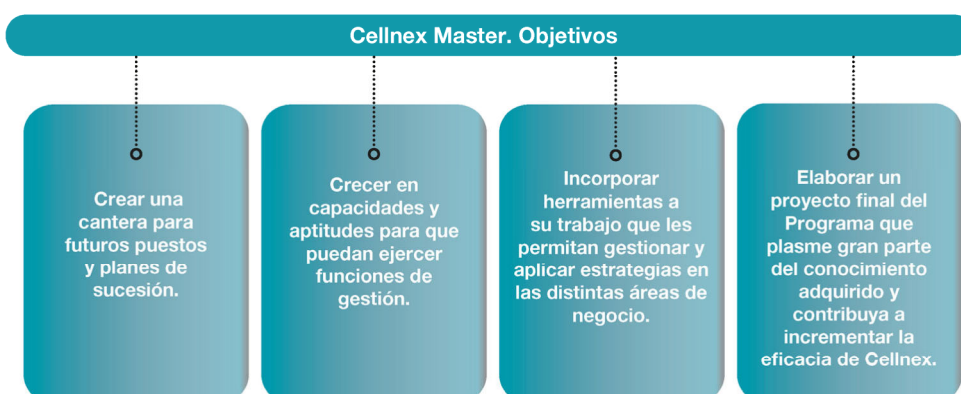 Cellnex Master. Objetivos
Crear una
cantera para
futuros puestos
y planes de
sucesión.
Crecer en
capacidades y
aptitudes para que
puedan ejercer
funciones de
gestión.
Incorporar
herramientas a
su trabajo que les
permitan gestionar y
aplicar estrategias en
las distintas áreas de
negocio.
Elaborar un
proyecto final del
Programa que
plasme gran parte
del conocimiento
adquirido y
contribuya a
incrementar la
eficacia de Cellnex.